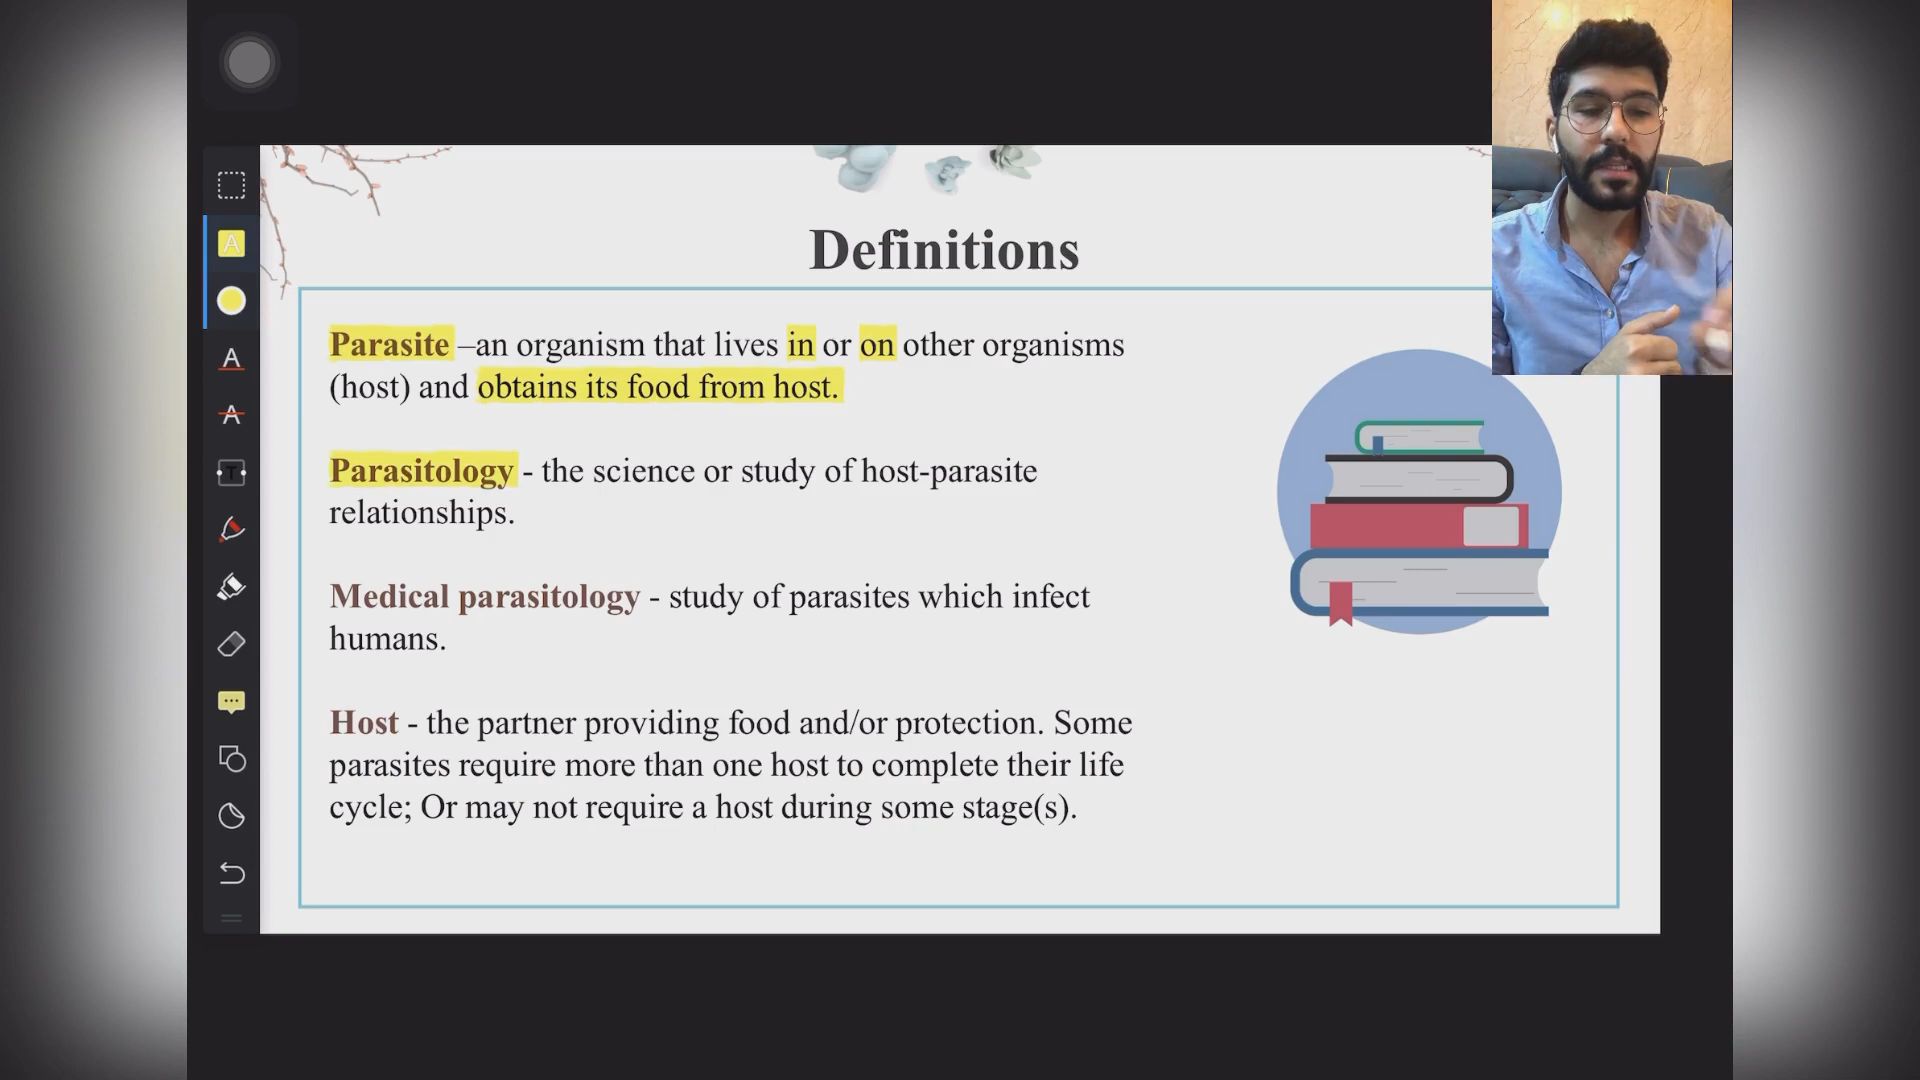 Definitions
Parasite –an organism that lives in or on other organisms
(host) and obtains its food from host.
Parasitology - the science or study of host-parasite
relationships.
Medical parasitology - study of parasites which infect
humans.
Host - the partner providing food and/or protection. Some
parasites require more than one host to complete their life
cycle; Or may not require a host during some stage(s).